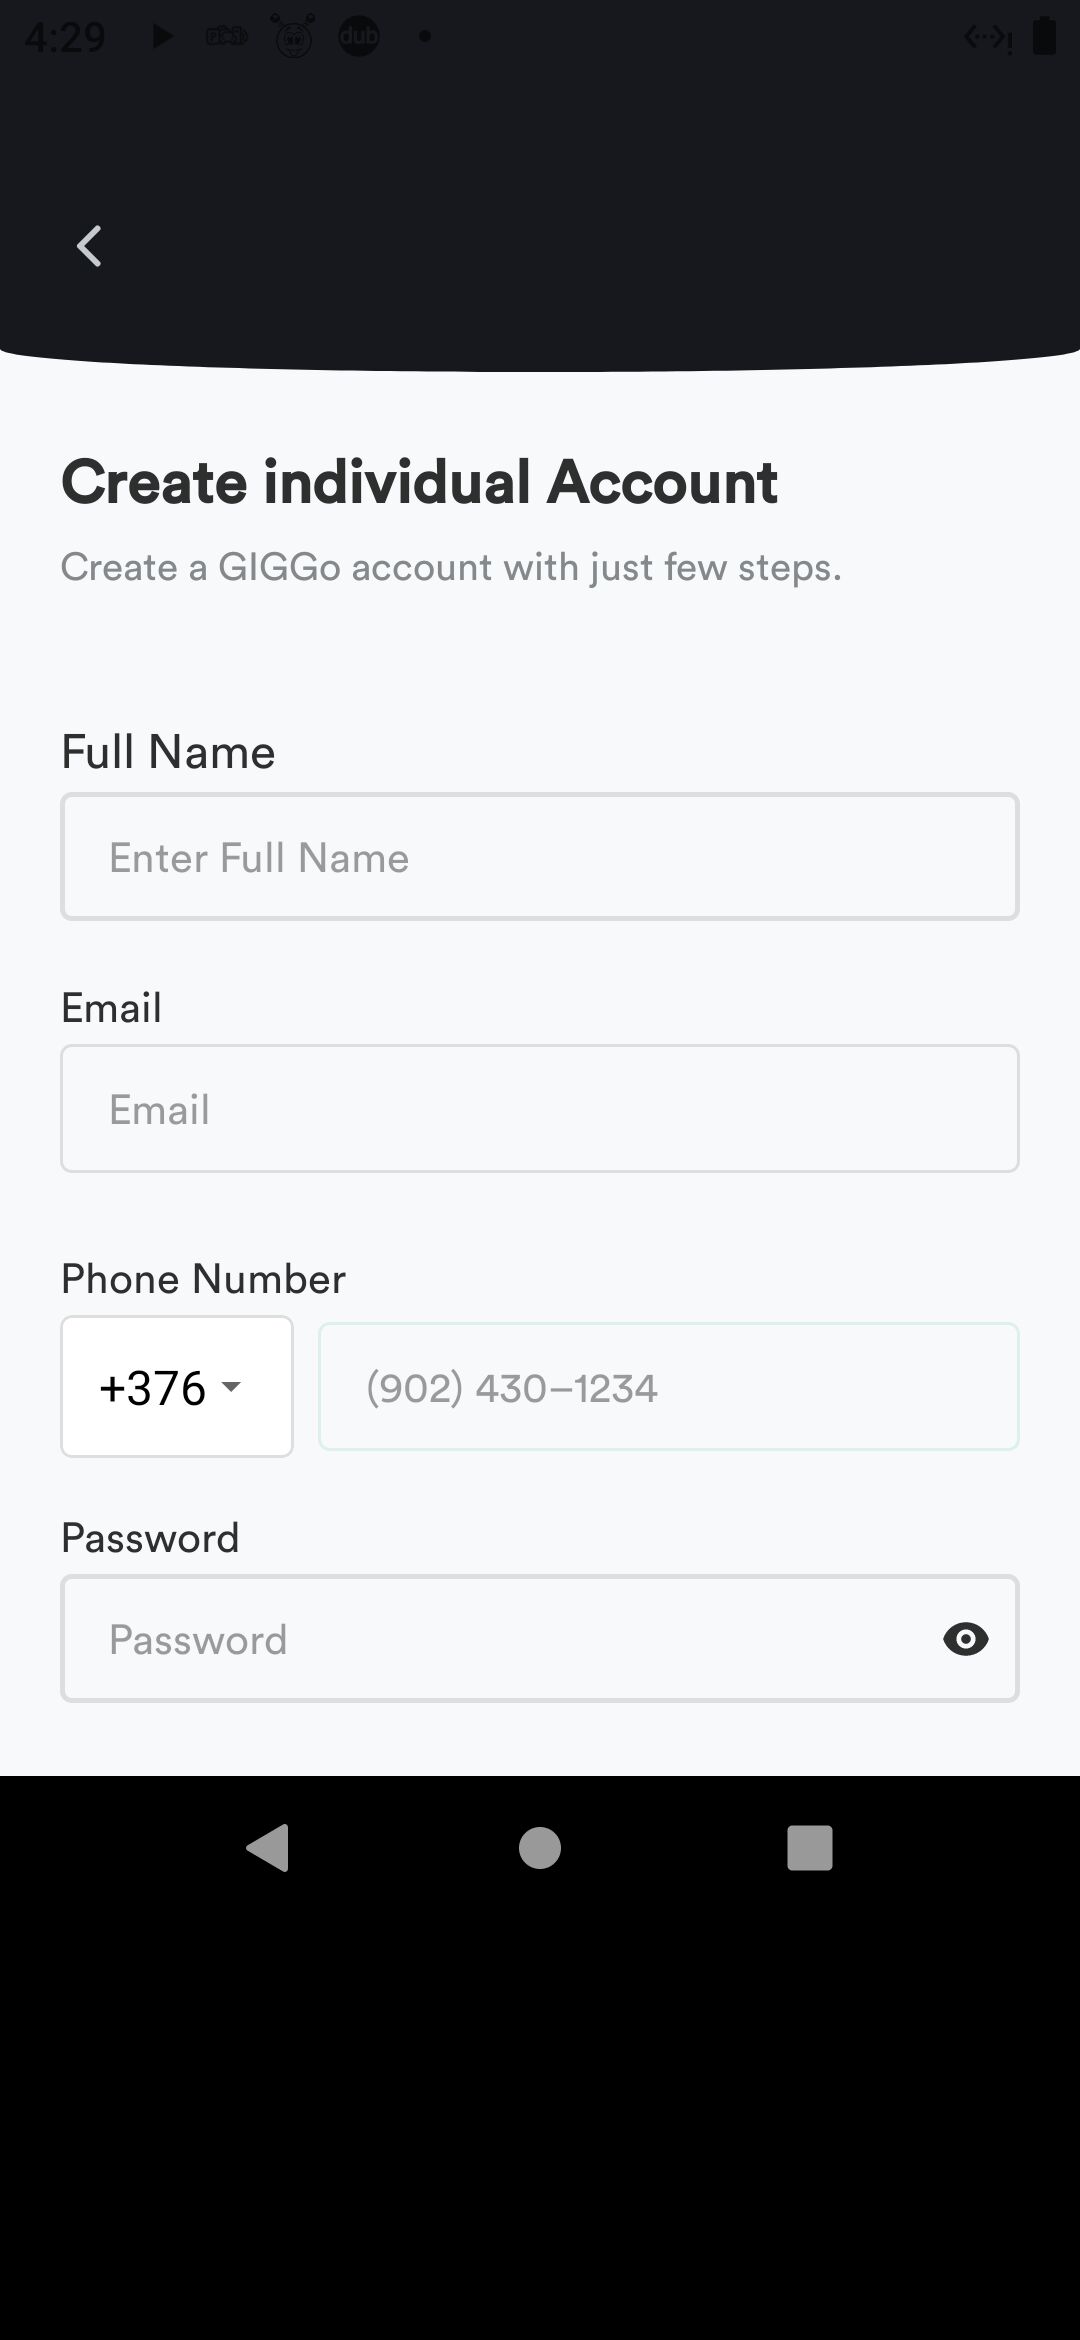 4:29
dub
Create individual Account
Create a GIGGo account with just few steps.
Full Name
Enter Full Name
Email
Email
Phone Number
+376
(902) 430-1234
Password
Password